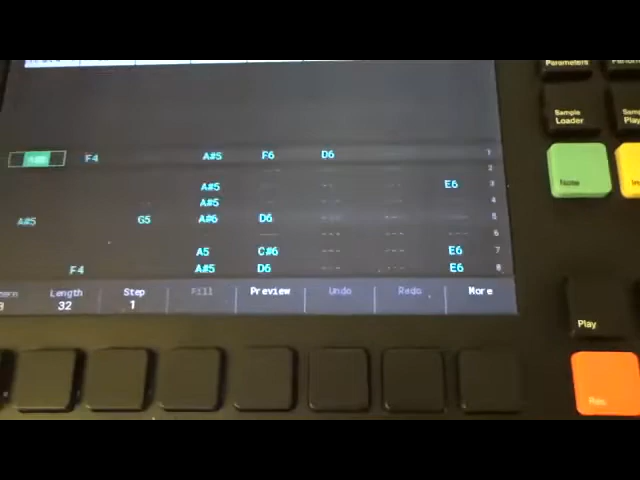 Parameters
Sample
Loader
F4 A#5 F6 D6 1
A#5 E6 3
A#5 4
A#5 G5 A#6 D6 --- --- 5
--- --- --- --- 6
A5 C#6 --- --- E6 7
F4 A#5 D6 --- --- E6 8
Note
Length Step Fill Preview Undo Redo More
32 1
Play
Rec